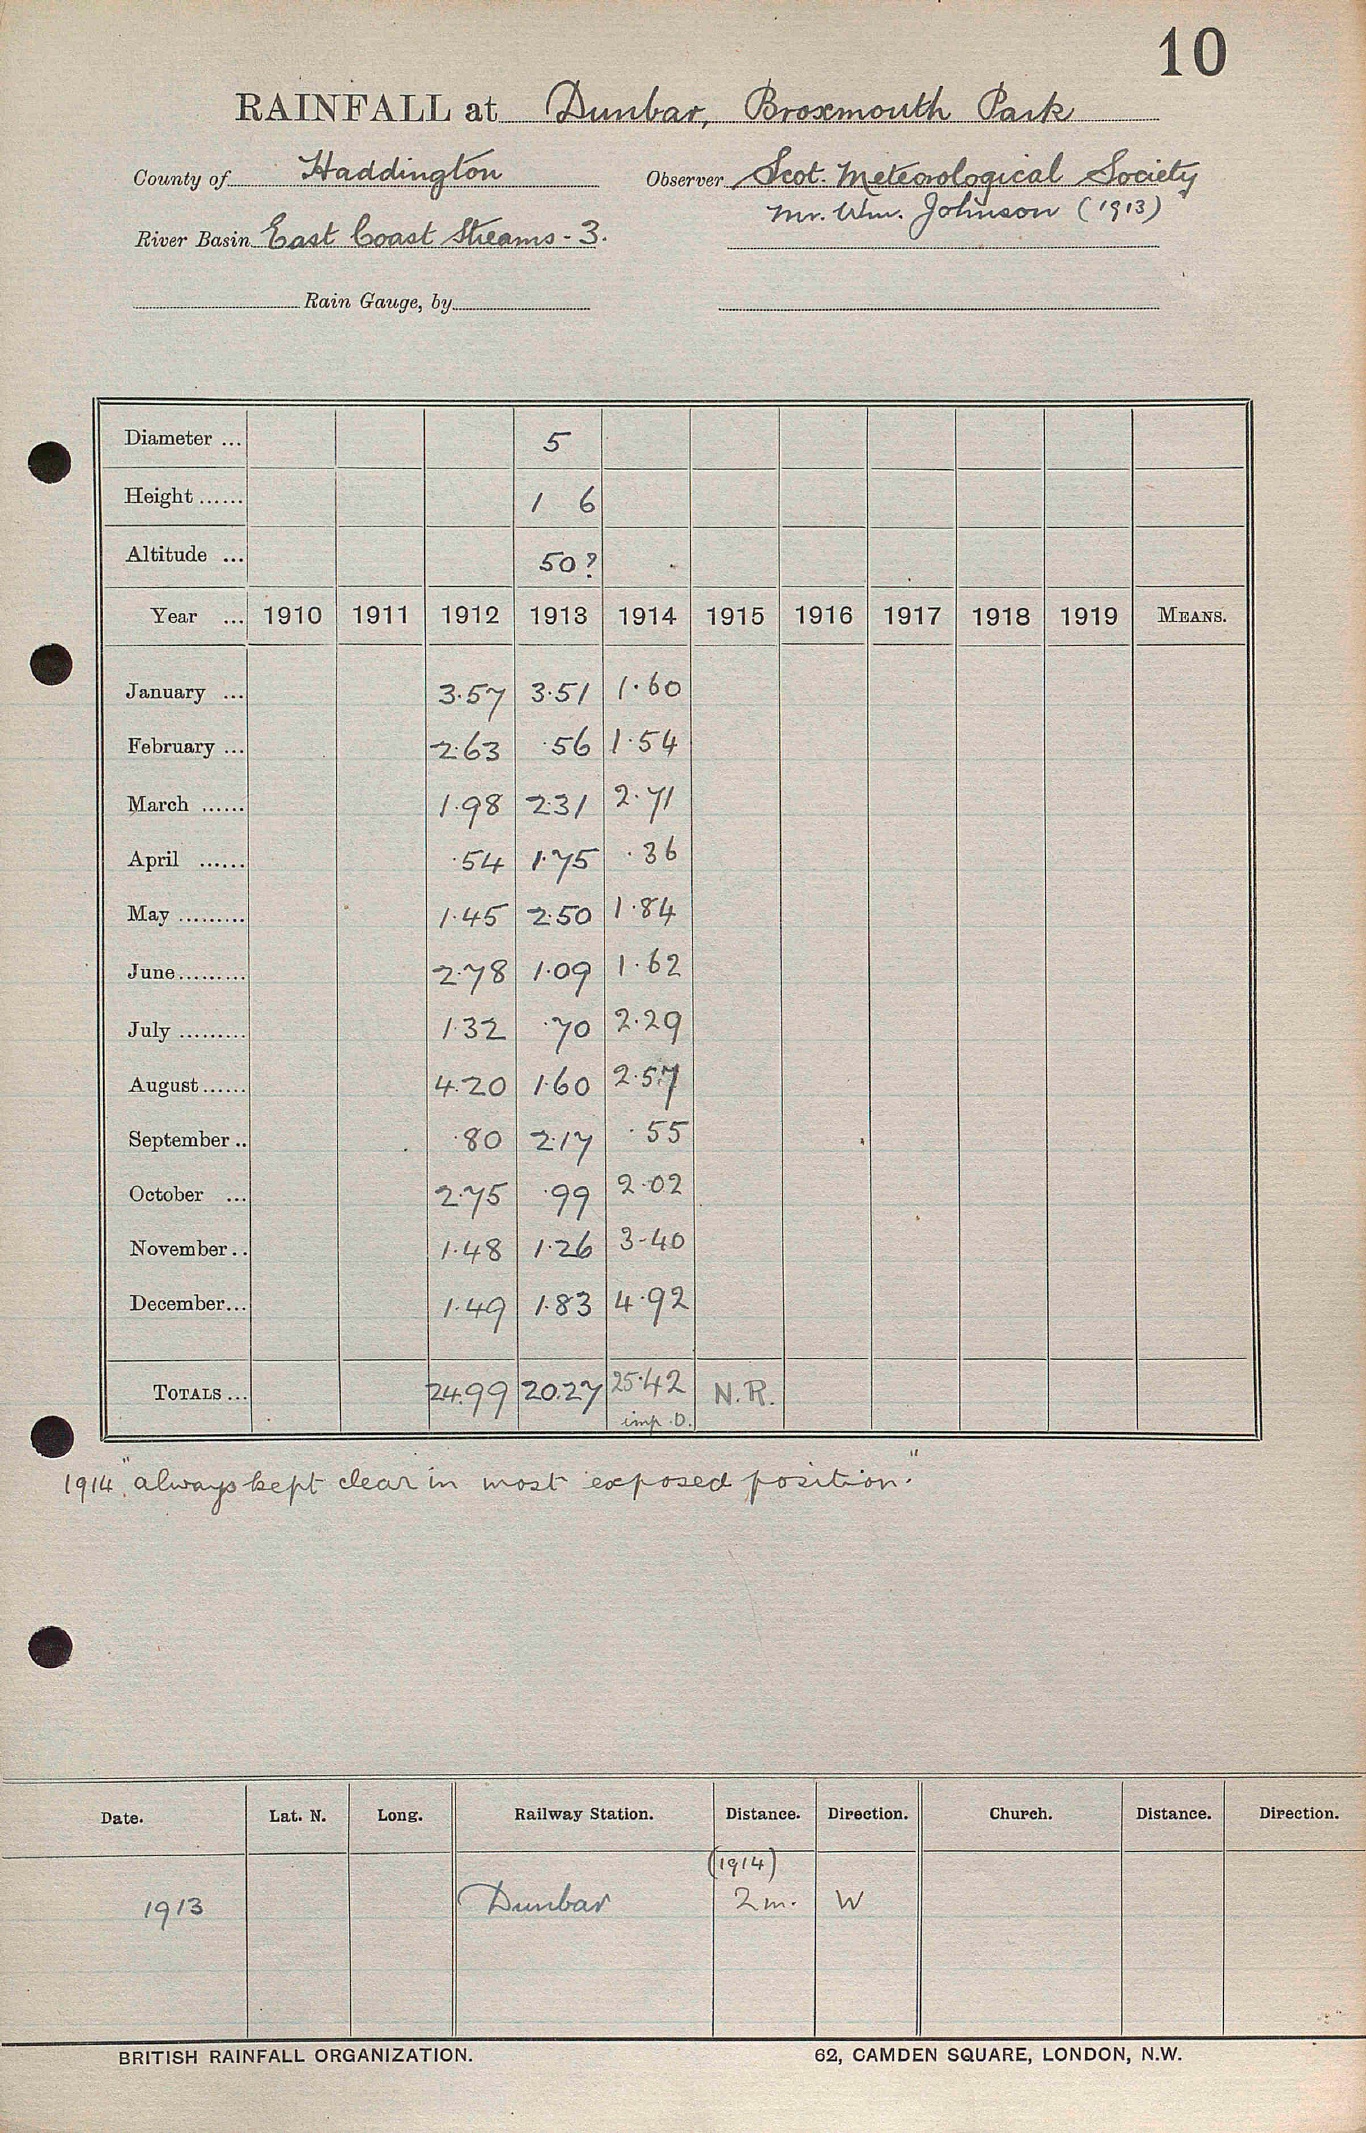 10
RAINFALL at Dunbar, Broxmouth Park
County of Haddington Observer Scot. Meteorological Society
Mr. Wm. Johnson (1913)
River Basin East Coast Streams - 3.
Rain Gauge, by
Diameter ... 5
Height ...... 1 6
Altitude ... 50?
Year ... 1910 1911 1912 1913 1914 1915 1916 1917 1918 1919 MEANS.
January ... 3.57 3.51 1.60
February ... 2.63 .56 1.54
March ...... 1.98 2.31 2.71
April ...... .54 1.75 .36
May ......... 1.45 2.50 1.84
June ......... 2.78 1.09 1.62
July ......... 1.32 .70 2.29
August ...... 4.20 1.60 2.57
September .. .80 2.17 .55
October ... 2.75 .99 2.02
November .. 1.48 1.26 3.40
December ... 1.49 1.83 4.92
TOTALS ... 24.99 20.27 25.42 N.R.
imp. D.
1914. "always kept clear in most exposed position."
Date. Lat. N. Long. Railway Station. Distance. Direction. Church. Distance. Direction.
(1914)
1913 Dunbar 2 m. W
BRITISH RAINFALL ORGANIZATION. 62, CAMDEN SQUARE, LONDON, N.W.